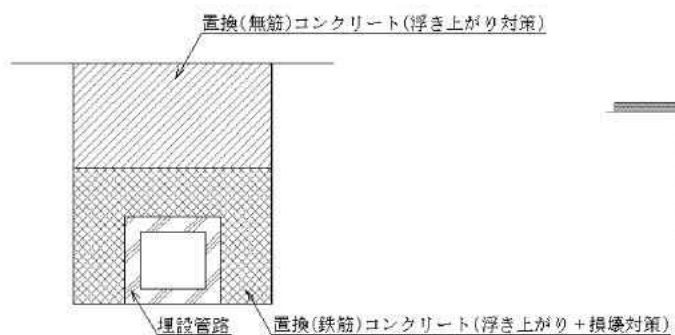 置換(無筋)コンクリート(浮き上がり対策)
埋設管路
置換(鉄筋)コンクリート(浮き上がり＋損壊対策)